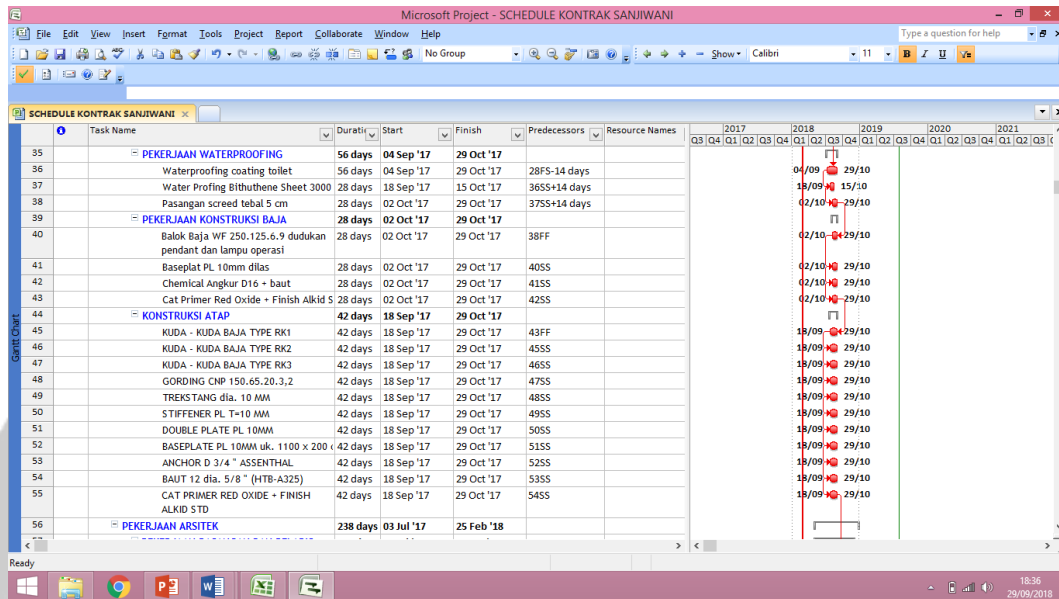 Microsoft Project - SCHEDULE KONTRAK SANJIWANI
File Edit View Insert Format Tools Project Report Collaborate Window Help Type a question for help
No Group Show Calibri 11 B I U
SCHEDULE KONTRAK SANJIWANI
Task Name Duratic Start Finish Predecessors Resource Names 2017 2018 2019 2020 2021
Q3 Q4 Q1 Q2 Q3 Q4 Q1 Q2 Q3 Q4 Q1 Q2 Q3 Q4 Q1 Q2 Q3 Q4 Q1 Q2 Q3
35 PEKERJAAN WATERPROOFING 56 days 04 Sep '17 29 Oct '17
36 Waterproofing coating toilet 56 days 04 Sep '17 29 Oct '17 28FS-14 days 04/09 29/10
37 Water Profing Bithuthene Sheet 3000 28 days 18 Sep '17 15 Oct '17 36SS+14 days 18/09 15/10
38 Pasangan screed tebal 5 cm 28 days 02 Oct '17 29 Oct '17 37SS+14 days 02/10 29/10
39 PEKERJAAN KONSTRUKSI BAJA 28 days 02 Oct '17 29 Oct '17
40 Balok Baja WF 250.125.6.9 dudukan 28 days 02 Oct '17 29 Oct '17 38FF 02/10 29/10
pendant dan lampu operasi
41 Baseplat PL 10mm dilas 28 days 02 Oct '17 29 Oct '17 40SS 02/10 29/10
42 Chemical Angkur D16 + baut 28 days 02 Oct '17 29 Oct '17 41SS 02/10 29/10
43 Cat Primer Red Oxide + Finish Alkid S 28 days 02 Oct '17 29 Oct '17 42SS 02/10 29/10
44 KONSTRUKSI ATAP 42 days 18 Sep '17 29 Oct '17
45 KUDA - KUDA BAJA TYPE RK1 42 days 18 Sep '17 29 Oct '17 43FF 18/09 29/10
46 KUDA - KUDA BAJA TYPE RK2 42 days 18 Sep '17 29 Oct '17 45SS 18/09 29/10
47 KUDA - KUDA BAJA TYPE RK3 42 days 18 Sep '17 29 Oct '17 46SS 18/09 29/10
48 GORDING CNP 150.65.20.3,2 42 days 18 Sep '17 29 Oct '17 47SS 18/09 29/10
49 TREKSTANG dia. 10 MM 42 days 18 Sep '17 29 Oct '17 48SS 18/09 29/10
50 STIFFENER PL T=10 MM 42 days 18 Sep '17 29 Oct '17 49SS 18/09 29/10
51 DOUBLE PLATE PL 10MM 42 days 18 Sep '17 29 Oct '17 50SS 18/09 29/10
52 BASEPLATE PL 10MM uk. 1100 x 200 42 days 18 Sep '17 29 Oct '17 51SS 18/09 29/10
53 ANCHOR D 3/4 " ASSENTHAL 42 days 18 Sep '17 29 Oct '17 52SS 18/09 29/10
54 BAUT 12 dia. 5/8 " (HTB-A325) 42 days 18 Sep '17 29 Oct '17 53SS 18/09 29/10
55 CAT PRIMER RED OXIDE + FINISH 42 days 18 Sep '17 29 Oct '17 54SS 18/09 29/10
ALKID STD
56 PEKERJAAN ARSITEK 238 days 03 Jul '17 25 Feb '18
Gantt Chart
Ready
18:36
29/09/2018